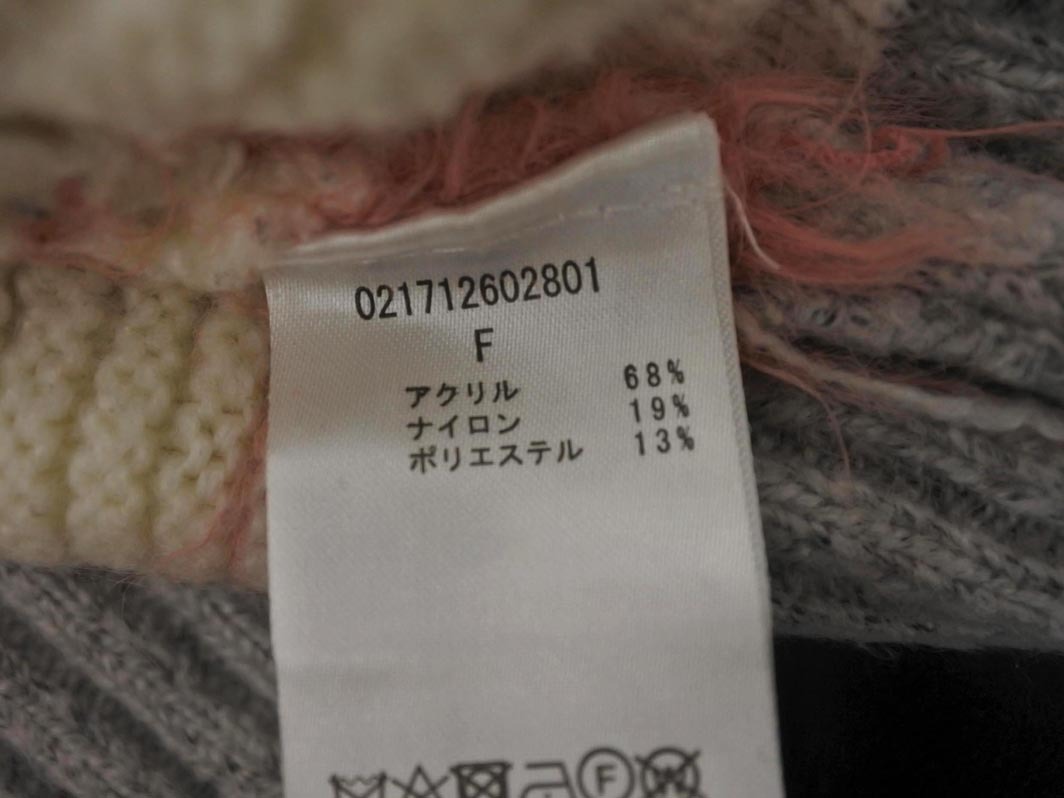 021712602801
F
アクリル 68%
ナイロン 19%
ポリエステル 13%
F
W